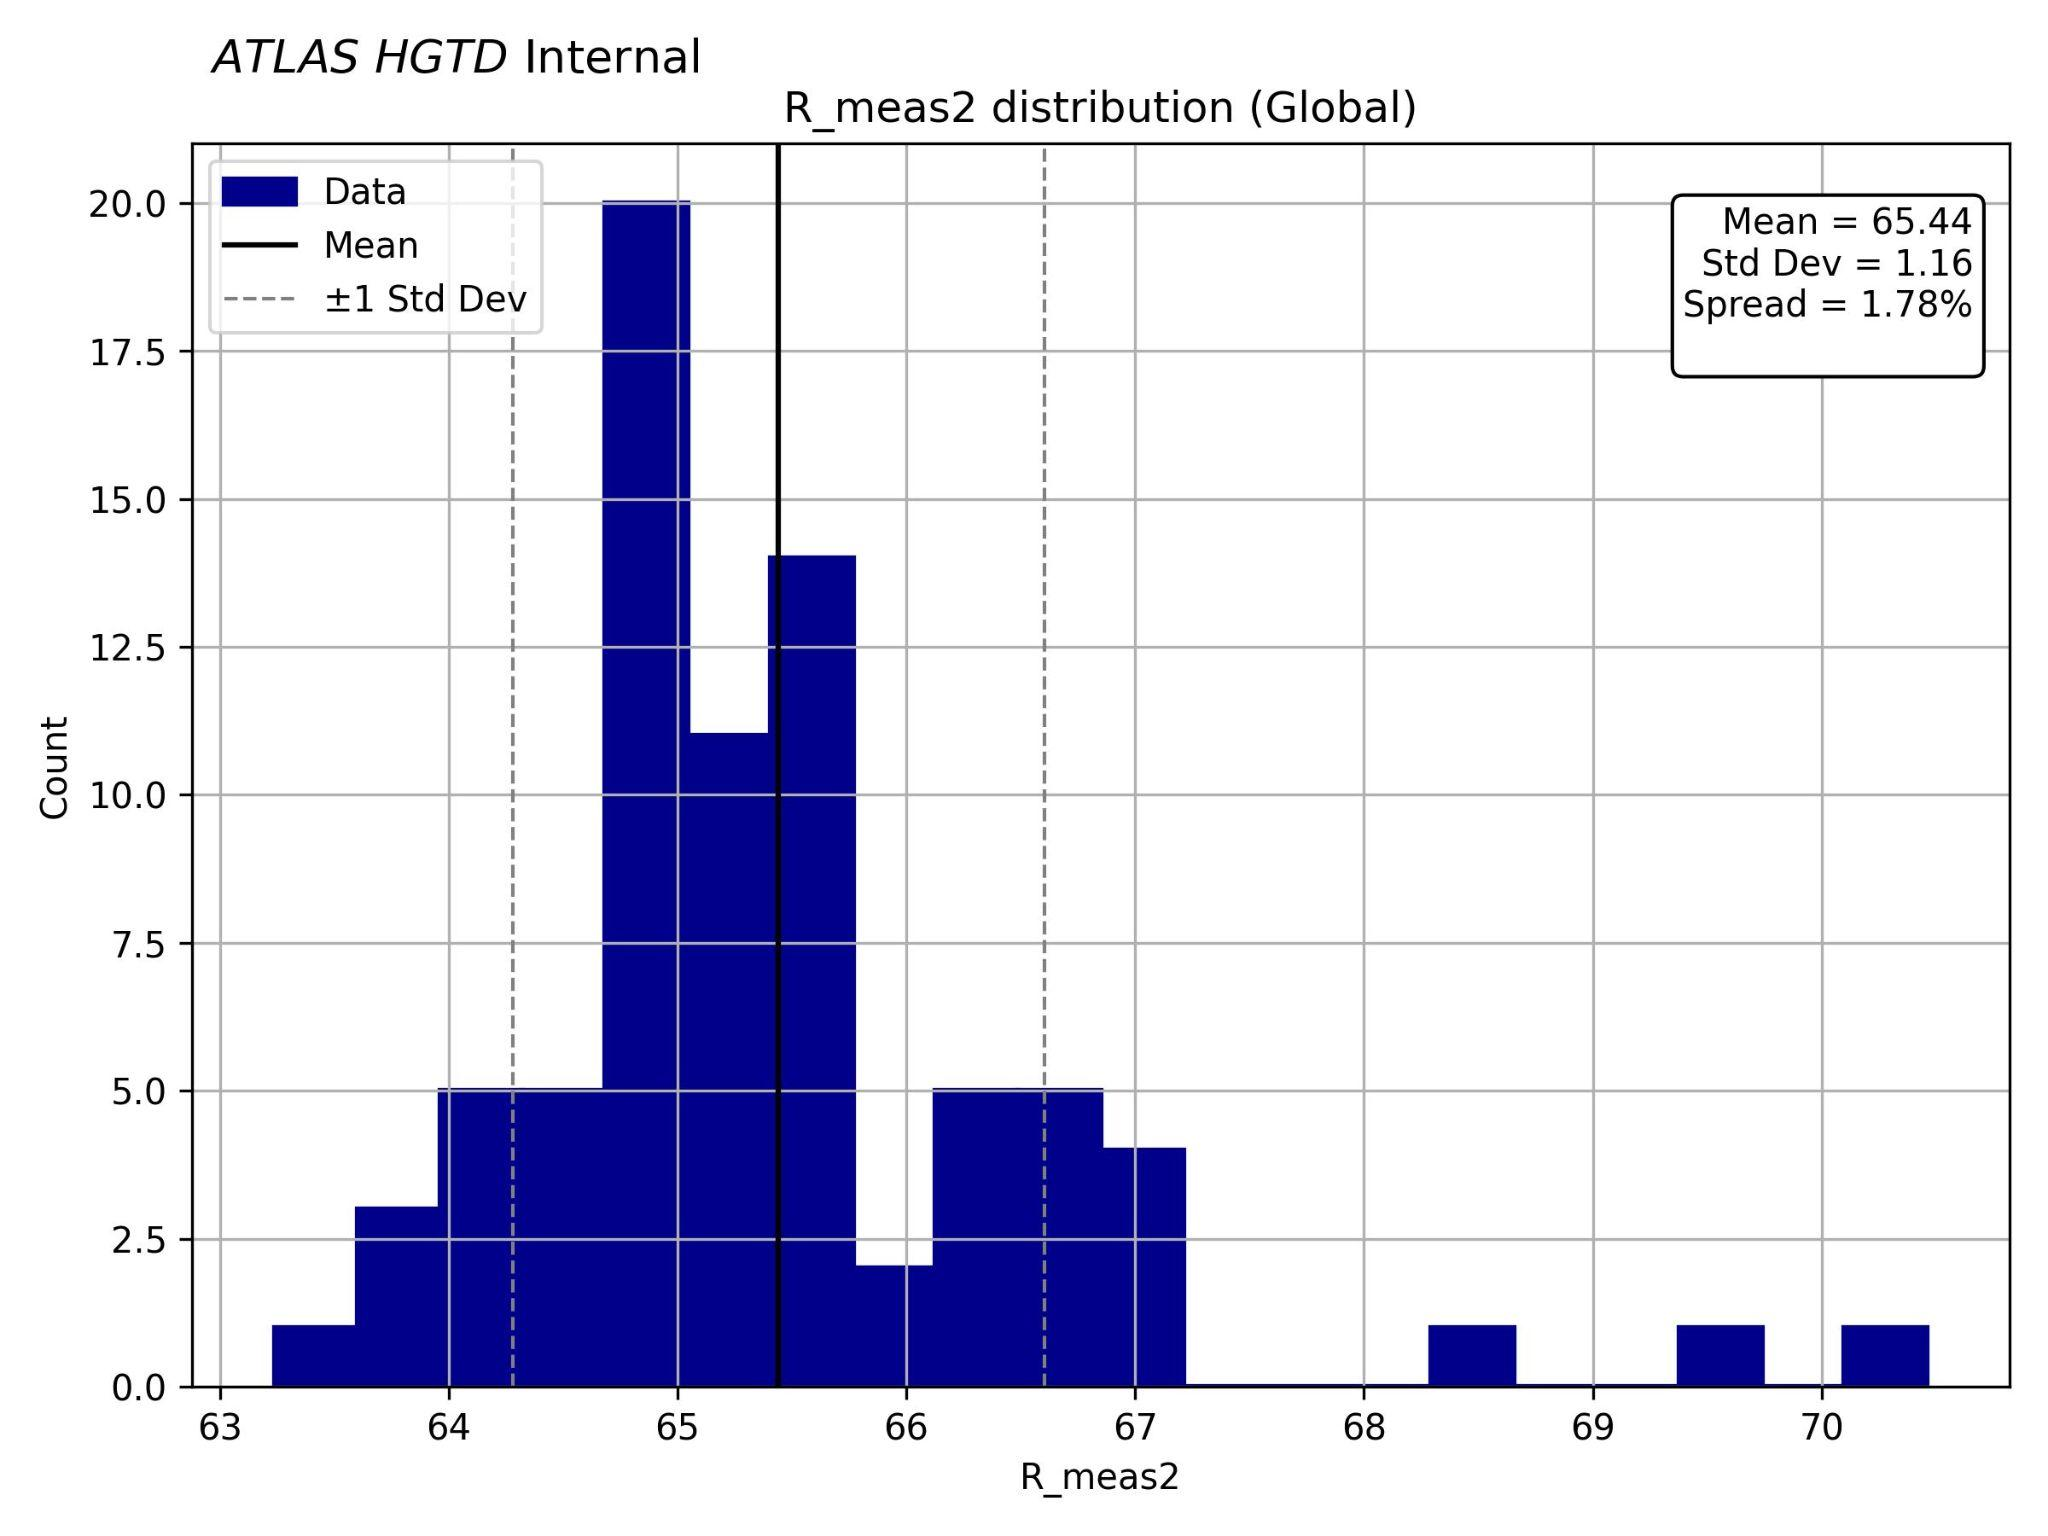 ATLAS HGTD Internal
R_meas2 distribution (Global)
Data
Mean
±1 Std Dev
Mean = 65.44
Std Dev = 1.16
Spread = 1.78%
20.0
17.5
15.0
12.5
10.0
7.5
5.0
2.5
0.0
Count
63 64 65 66 67 68 69 70
R_meas2